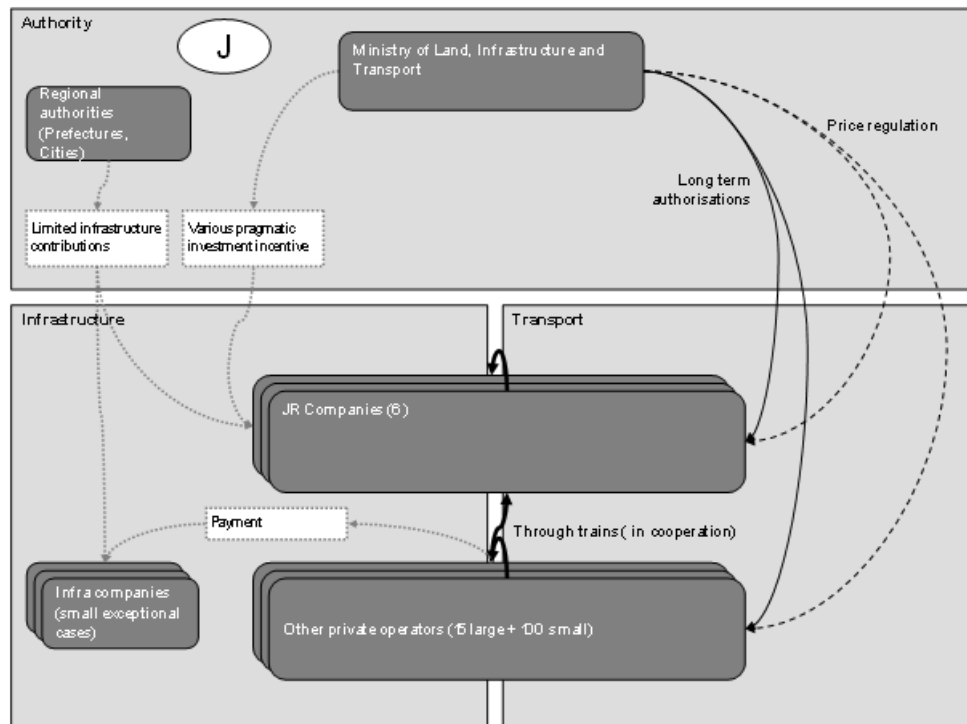 Authority
J
Ministry of Land, Infrastructure and
Transport
Regional
authorities
(Prefectures,
Cities)
Price regulation
Long term
authorisations
Limited infrastructure
contributions
Various pragmatic
investment incentive
Infrastructure
Transport
JR Companies (6)
Payment
Through trains ( in cooperation)
Infra companies
(small exceptional
cases)
Other private operators (15 large + 100 small)